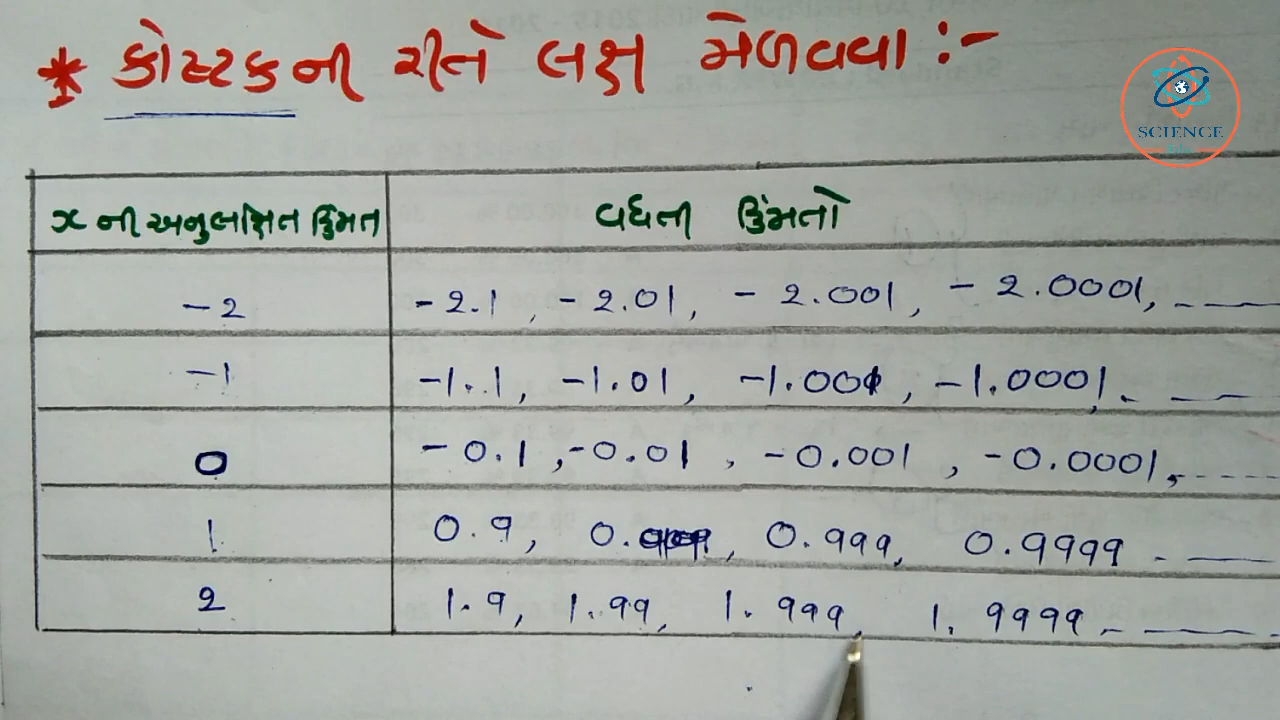 * કોષ્ટકની રીતે લક્ષ મેળવવા :-
SCIENCE
life
x ની અનુલક્ષિત કિંમત વધતી કિંમતો
-2 -2.1, -2.01, -2.001, -2.0001,
-1 -1.1, -1.01, -1.001, -1.0001,
0 -0.1, -0.01, -0.001, -0.0001,
1 0.9, 0.999, 0.9999
2 1.9, 1.99, 1.999, 1.9999